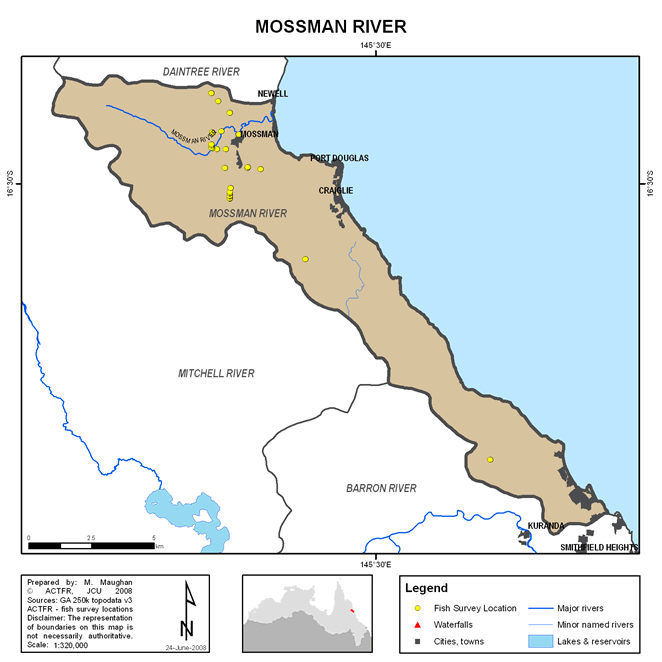 MOSSMAN RIVER
145°30'E
DAINTREE RIVER
NEWELL
MOSSMAN RIVER
MOSSMAN
PORT DOUGLAS
16°30'S
16°30'S
CRAIGLIE
MOSSMAN RIVER
MITCHELL RIVER
BARRON RIVER
KURANDA
SMITHFIELD HEIGHTS
0 2.5 5
km
145°30'E
Prepared by: M. Maughan
© ACTFR, JCU 2008
Sources: GA 250k topodata v3
ACTFR - fish survey locations
Disclaimer: The representation
of boundaries on this map is
not necessarily authoritative.
Scale: 1:320,000
N
24-June-2008
Legend
Fish Survey Location
Major rivers
Waterfalls
Minor named rivers
Cities, towns
Lakes & reservoirs